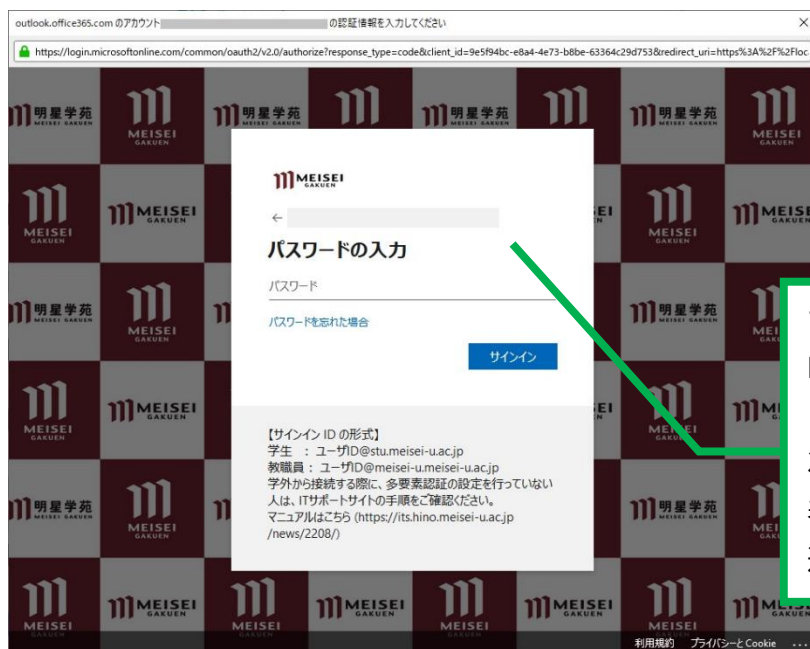 outlook.office365.com のアカウント の認証情報を入力してください
https://login.microsoftonline.com/common/oauth2/v2.0/authorize?response_type=code&client_id=9e5f94bc-e8a4-4e73-b8be-63364c29d753&redirect_uri=https%3A%2F%2Floc
明星学苑 MEISEI GAKUEN
MEISEI GAKUEN
パスワードの入力
パスワード
パスワードを忘れた場合
サインイン
【サインイン ID の形式】
学生 : ユーザID@stu.meisei-u.ac.jp
教職員: ユーザID@meisei-u.meisei-u.ac.jp
学外から接続する際に、多要素認証の設定を行っていない
人は、ITサポートサイトの手順をご確認ください。
マニュアルはこちら (https://its.hino.meisei-u.ac.jp
/news/2208/)
利用規約 プライバシーと Cookie ...